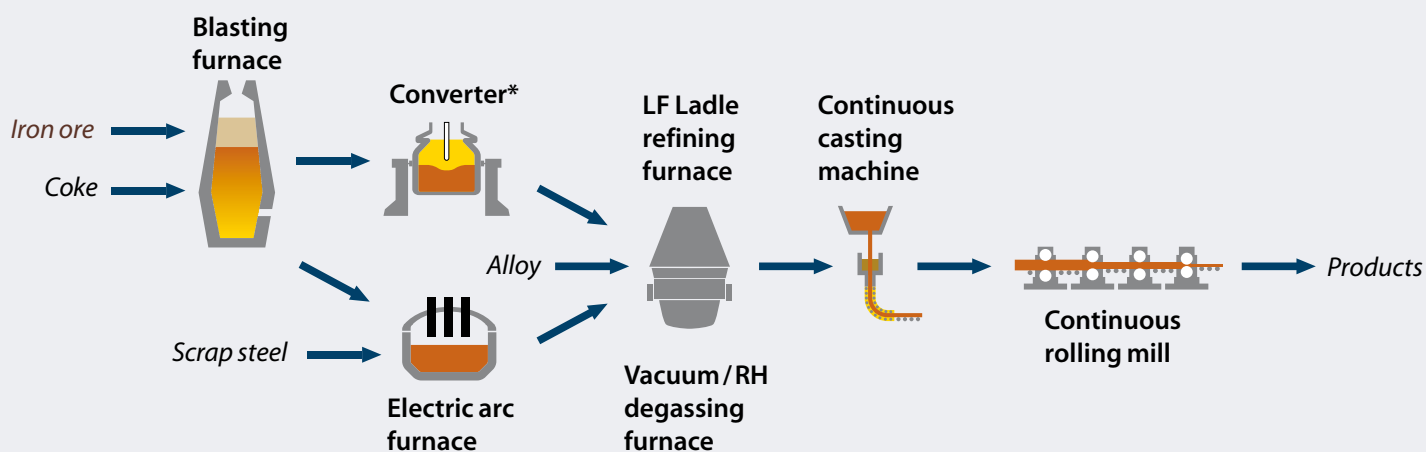 Blasting
furnace
Iron ore
Coke
Converter*
Scrap steel
Electric arc
furnace
Alloy
LF Ladle
refining
furnace
Vacuum / RH
degassing
furnace
Continuous
casting
machine
Continuous
rolling mill
Products